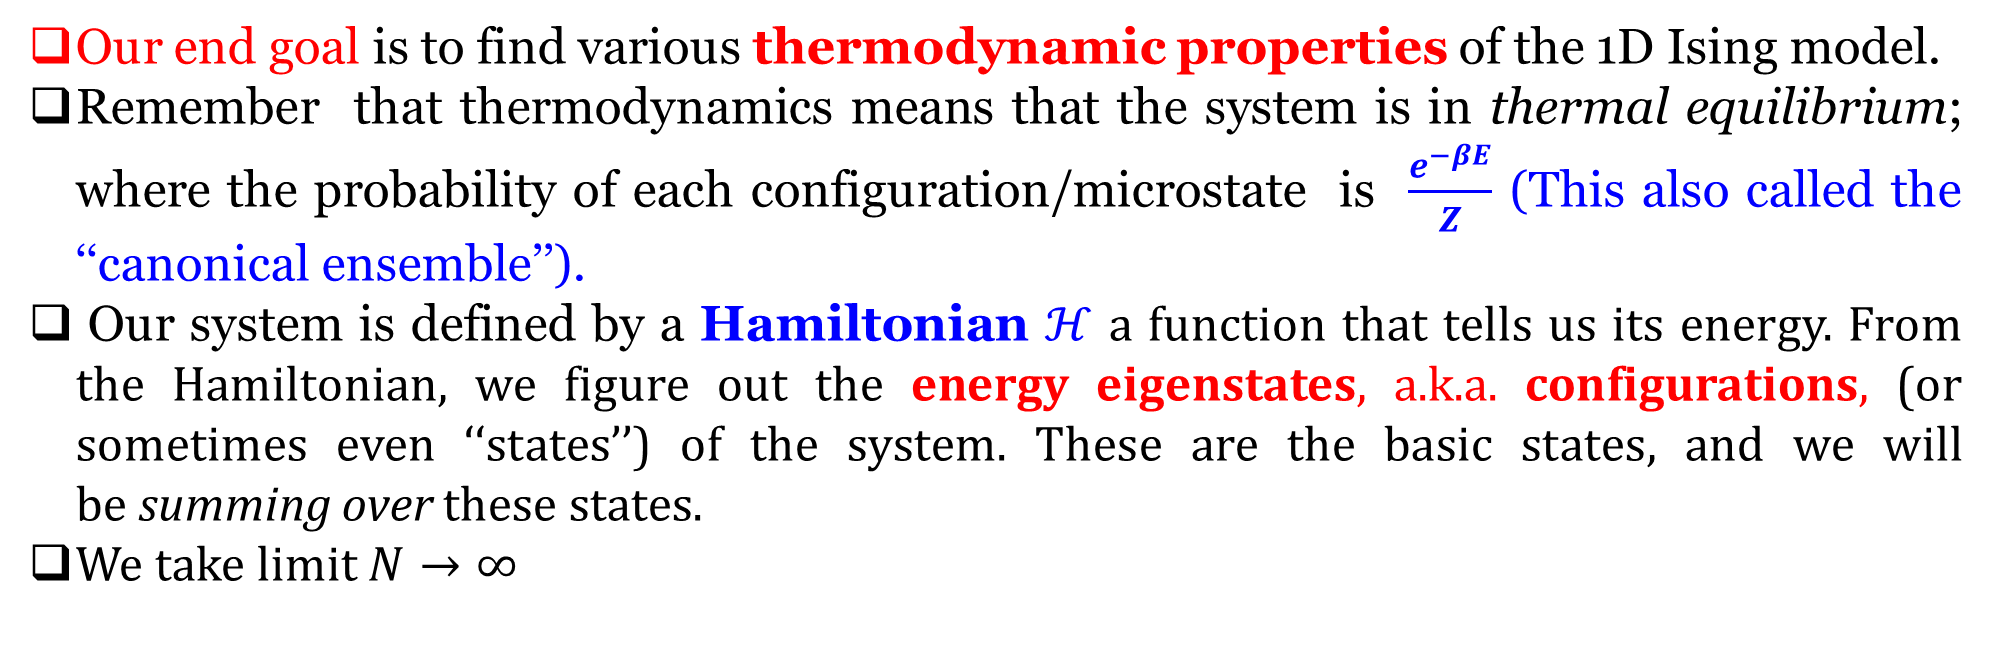 ❑Our end goal is to find various thermodynamic properties of the 1D Ising model.
❑Remember that thermodynamics means that the system is in thermal equilibrium;
where the probability of each configuration/microstate is $\frac{e^{-\beta E}}{Z}$ (This also called the
“canonical ensemble”).
❑ Our system is defined by a Hamiltonian ℋ a function that tells us its energy. From
the Hamiltonian, we figure out the energy eigenstates, a.k.a. configurations, (or
sometimes even “states”) of the system. These are the basic states, and we will
be summing over these states.
❑We take limit N → ∞